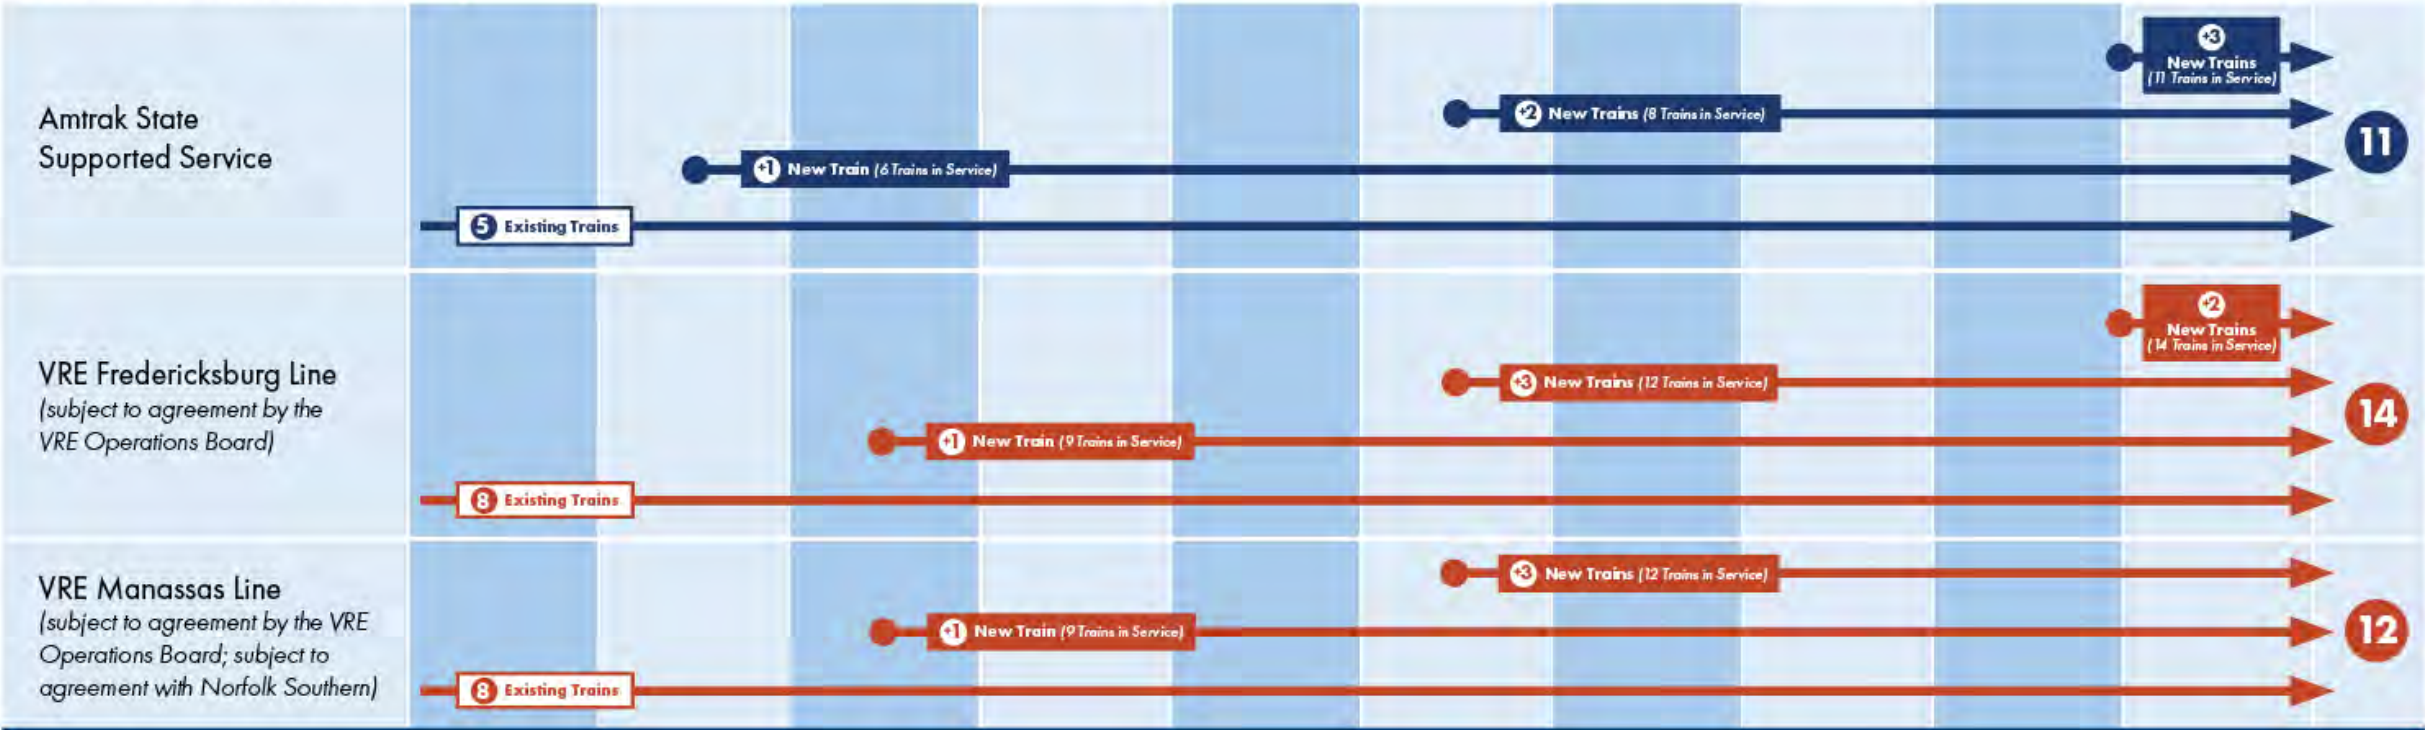 Amtrak State
Supported Service
+3
New Trains
(11 Trains in Service)
+2 New Trains (8 Trains in Service)
+1 New Train (6 Trains in Service)
5 Existing Trains
11
VRE Fredericksburg Line
(subject to agreement by the
VRE Operations Board)
+2
New Trains
(14 Trains in Service)
+3 New Trains (12 Trains in Service)
+1 New Train (9 Trains in Service)
8 Existing Trains
14
VRE Manassas Line
(subject to agreement by the VRE
Operations Board; subject to
agreement with Norfolk Southern)
+3 New Trains (12 Trains in Service)
+1 New Train (9 Trains in Service)
8 Existing Trains
12